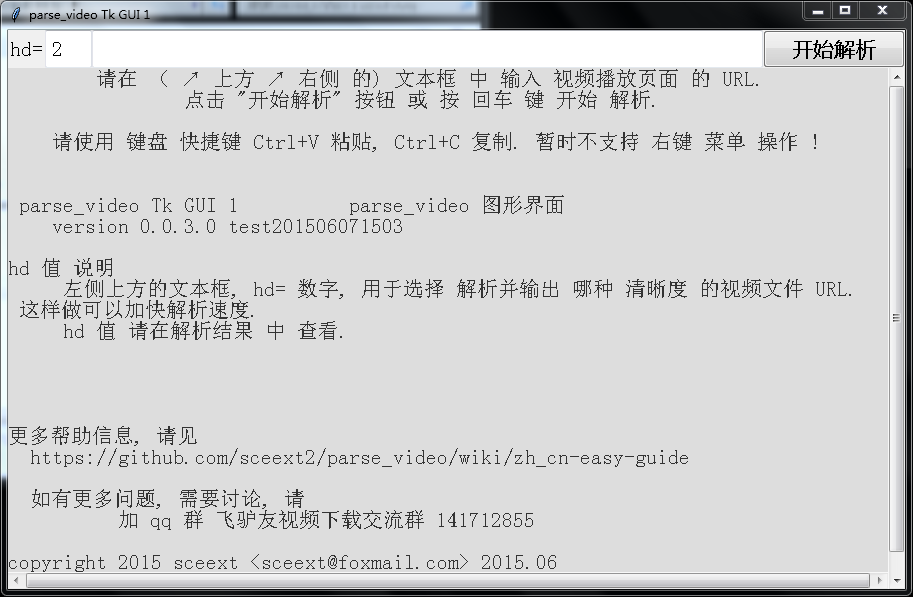 parse_video Tk GUI 1
hd= 2
开始解析
请在 ( ↗ 上方 ↗ 右侧 的) 文本框 中 输入 视频播放页面 的 URL.
点击 "开始解析" 按钮 或 按 回车 键 开始 解析.
请使用 键盘 快捷键 Ctrl+V 粘贴, Ctrl+C 复制. 暂时不支持 右键 菜单 操作 !
parse_video Tk GUI 1 parse_video 图形界面
version 0.0.3.0 test201506071503
hd 值 说明
左侧上方的文本框, hd= 数字, 用于选择 解析并输出 哪种 清晰度 的视频文件 URL.
这样做可以加快解析速度.
hd 值 请在解析结果 中 查看.
更多帮助信息, 请见
https://github.com/sceext2/parse_video/wiki/zh_cn-easy-guide
如有更多问题, 需要讨论, 请
加 qq 群 飞驴友视频下载交流群 141712855
copyright 2015 sceext <sceext@foxmail.com> 2015.06